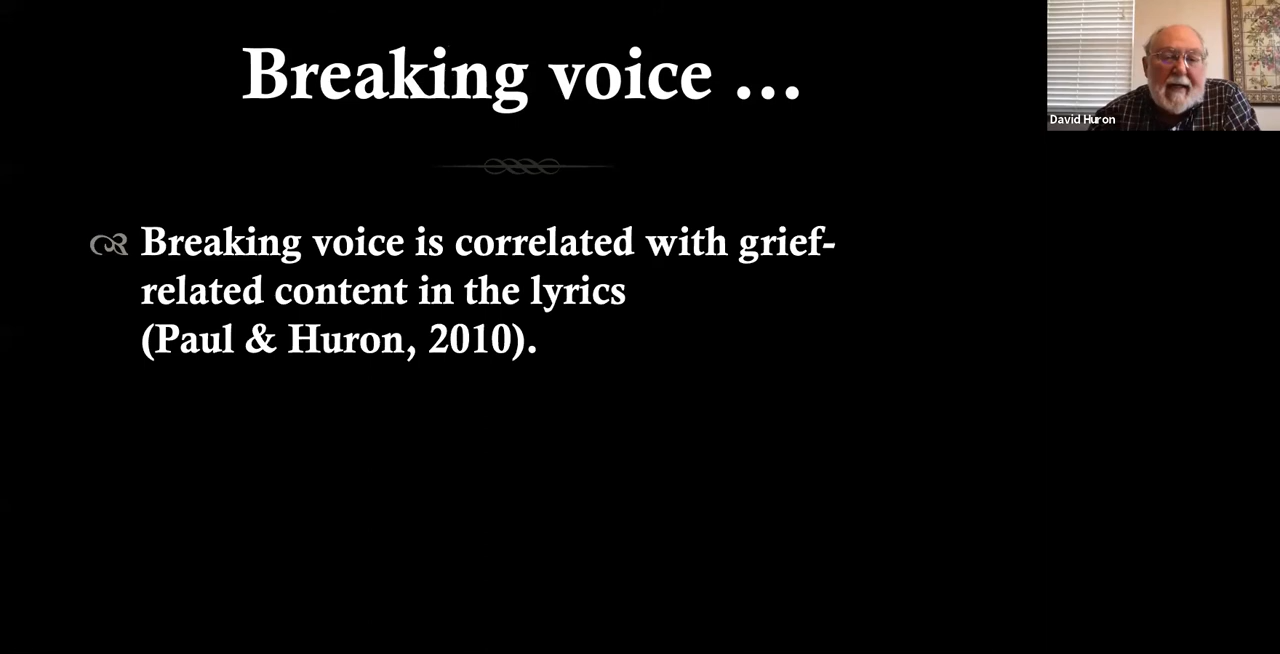 Breaking voice …
David Huron
Breaking voice is correlated with grief-
related content in the lyrics
(Paul & Huron, 2010).